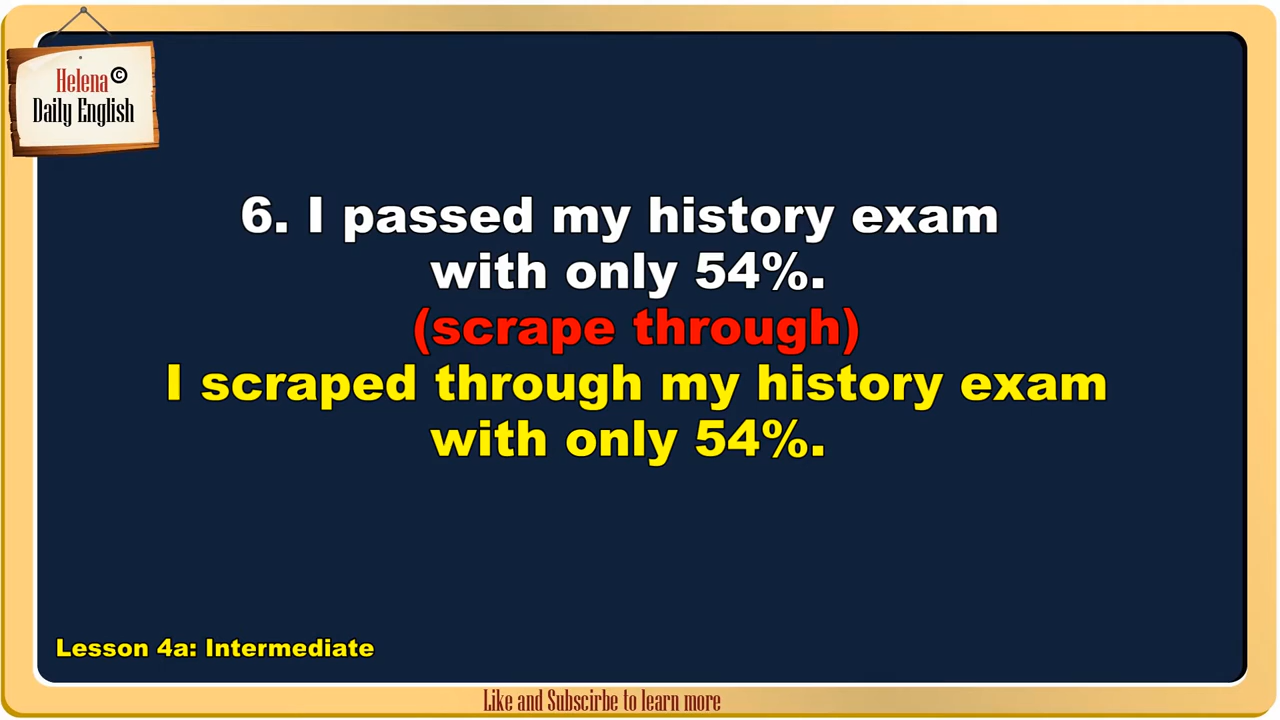 Helena©
Daily English
6. I passed my history exam
with only 54%.
(scrape through)
I scraped through my history exam
with only 54%.
Lesson 4a: Intermediate
Like and Subscirbe to learn more